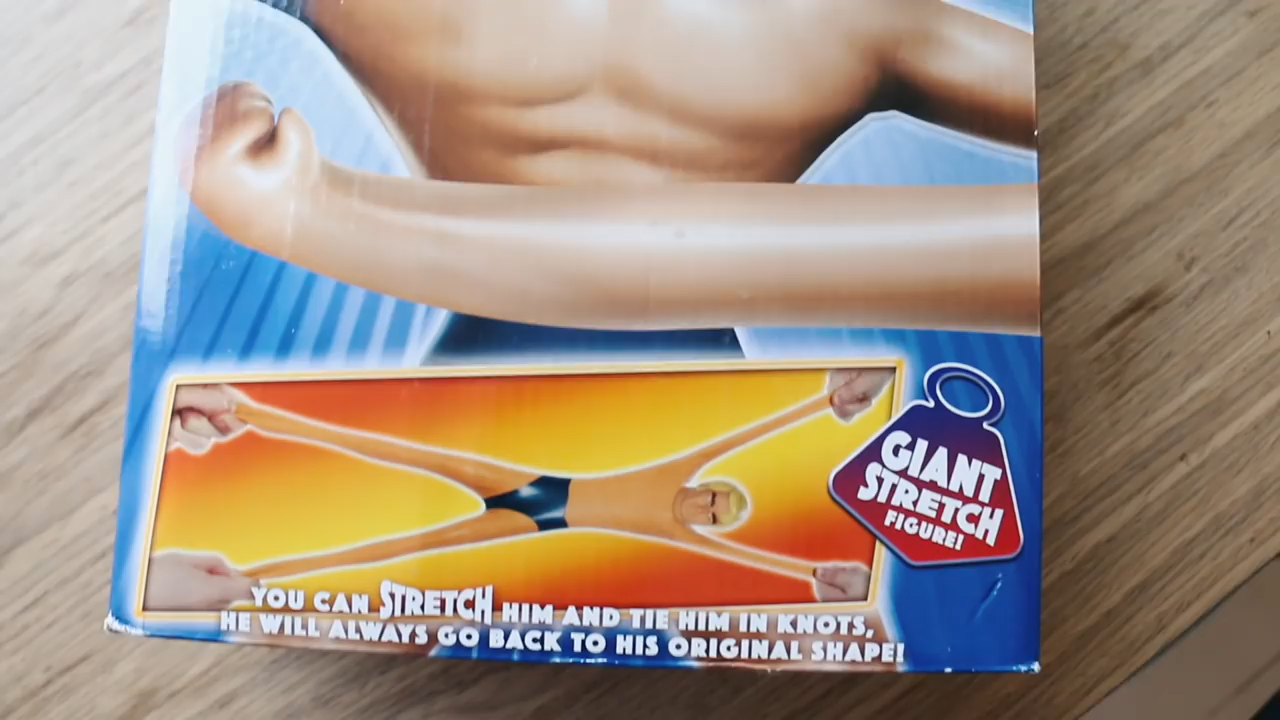 GIANT
STRETCH
FIGURE!
YOU CAN STRETCH HIM AND TIE HIM IN KNOTS,
HE WILL ALWAYS GO BACK TO HIS ORIGINAL SHAPE!